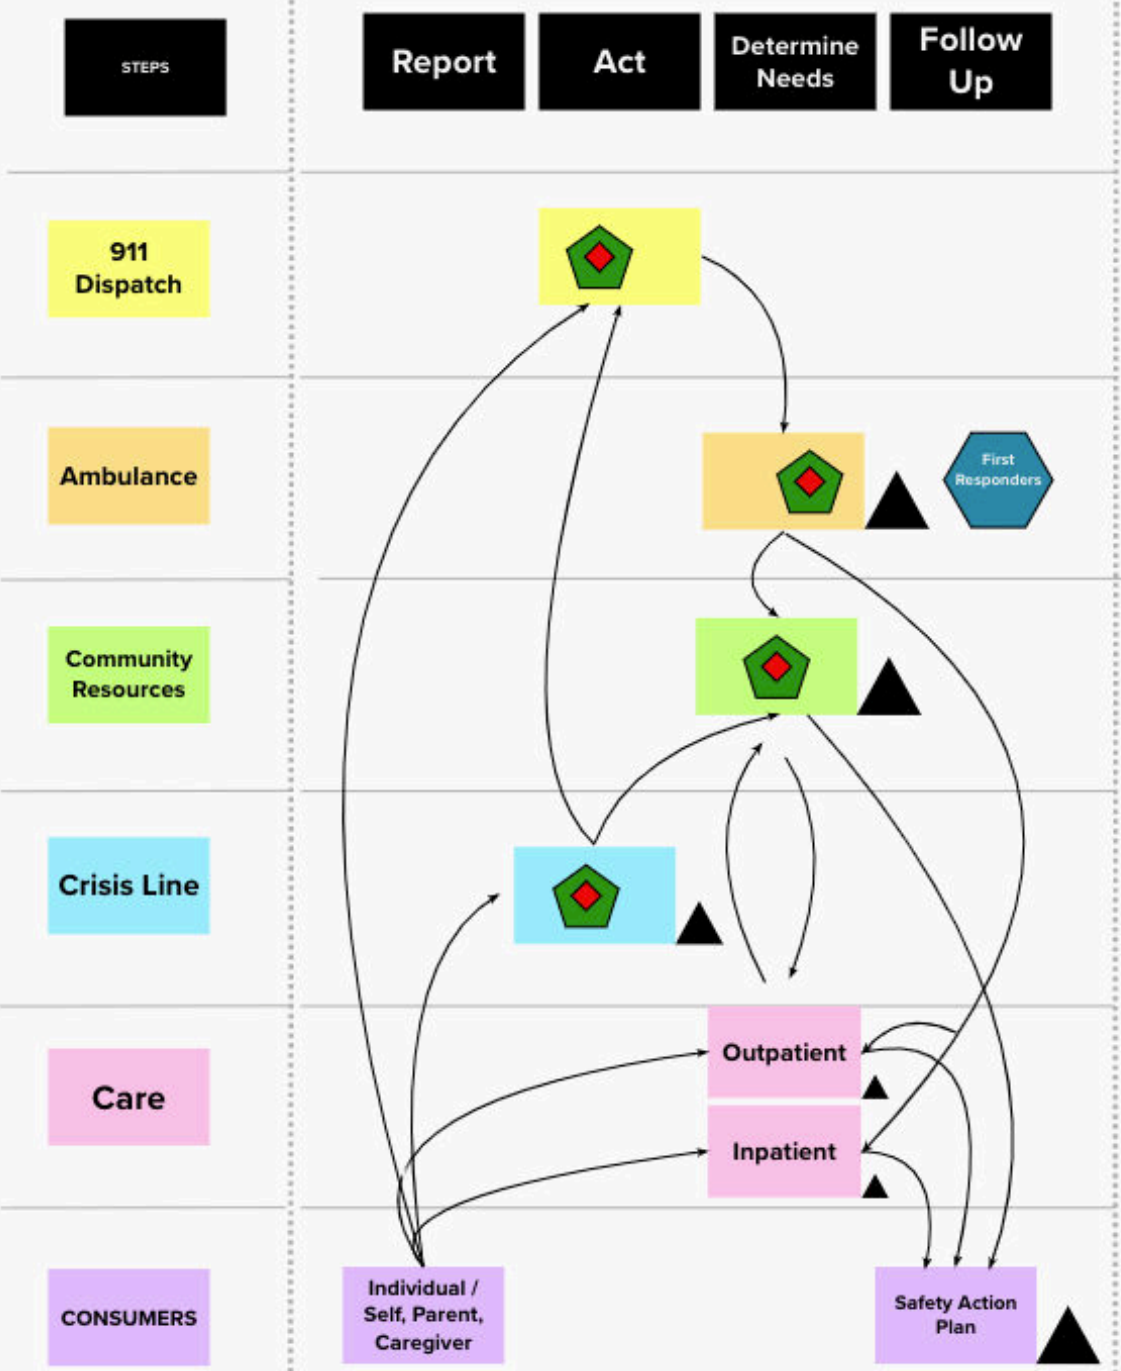 STEPS
Report
Act
Determine
Needs
Follow
Up
911
Dispatch
Ambulance
First
Responders
Community
Resources
Crisis Line
Care
Outpatient
Inpatient
CONSUMERS
Individual /
Self, Parent,
Caregiver
Safety Action
Plan